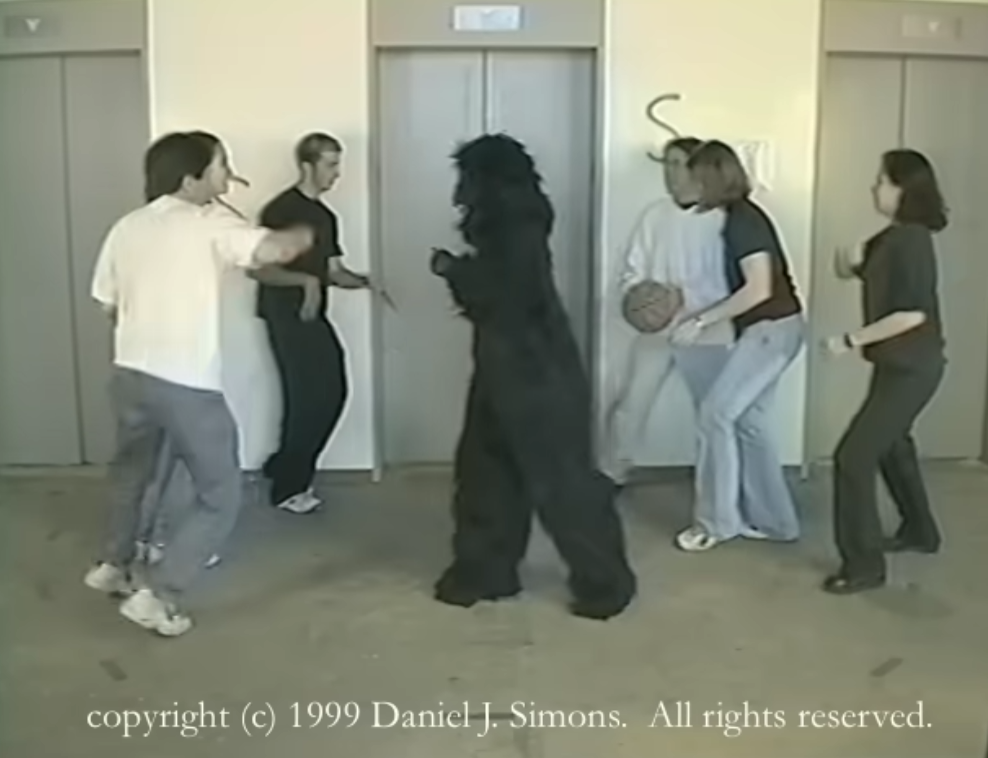 S
copyright (c) 1999 Daniel J. Simons.  All rights reserved.